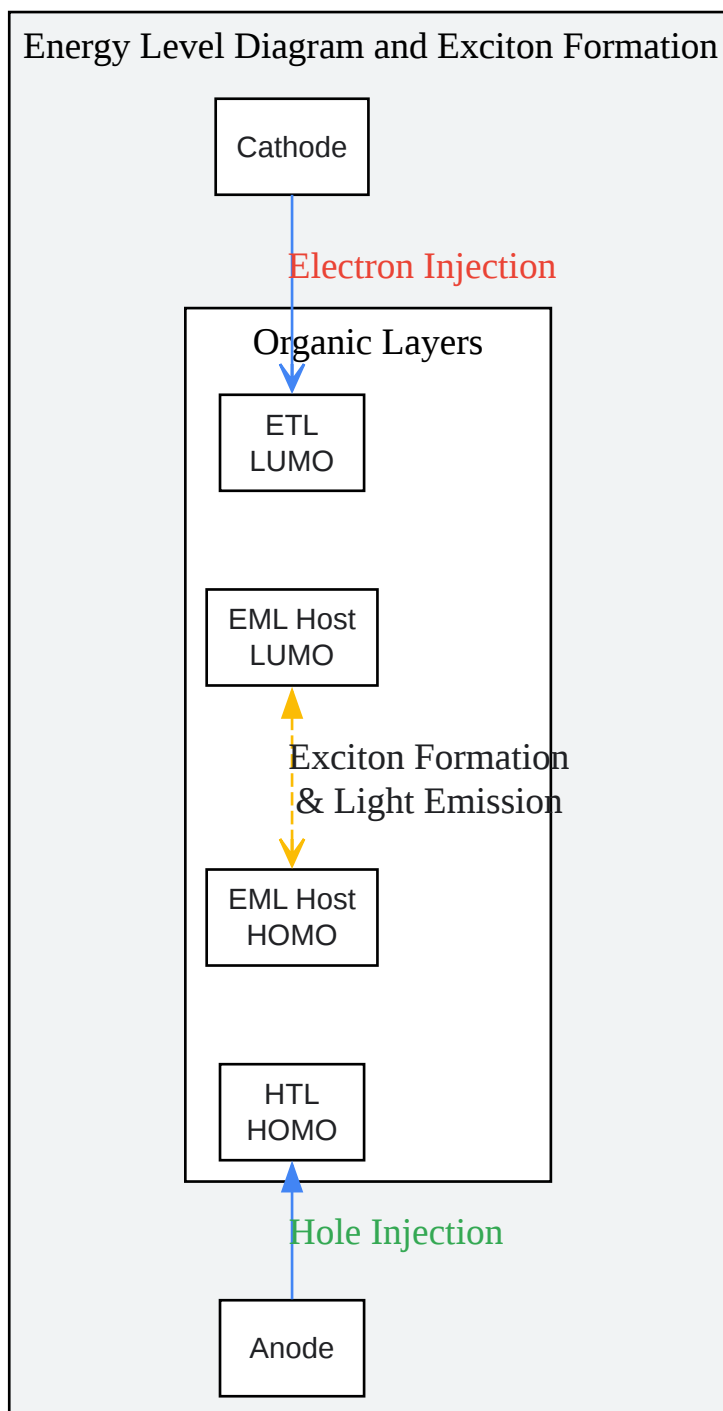 Energy Level Diagram and Exciton Formation
Cathode
Electron Injection
Organic Layers
ETL
LUMO
EML Host
LUMO
Exciton Formation
& Light Emission
EML Host
HOMO
HTL
HOMO
Hole Injection
Anode